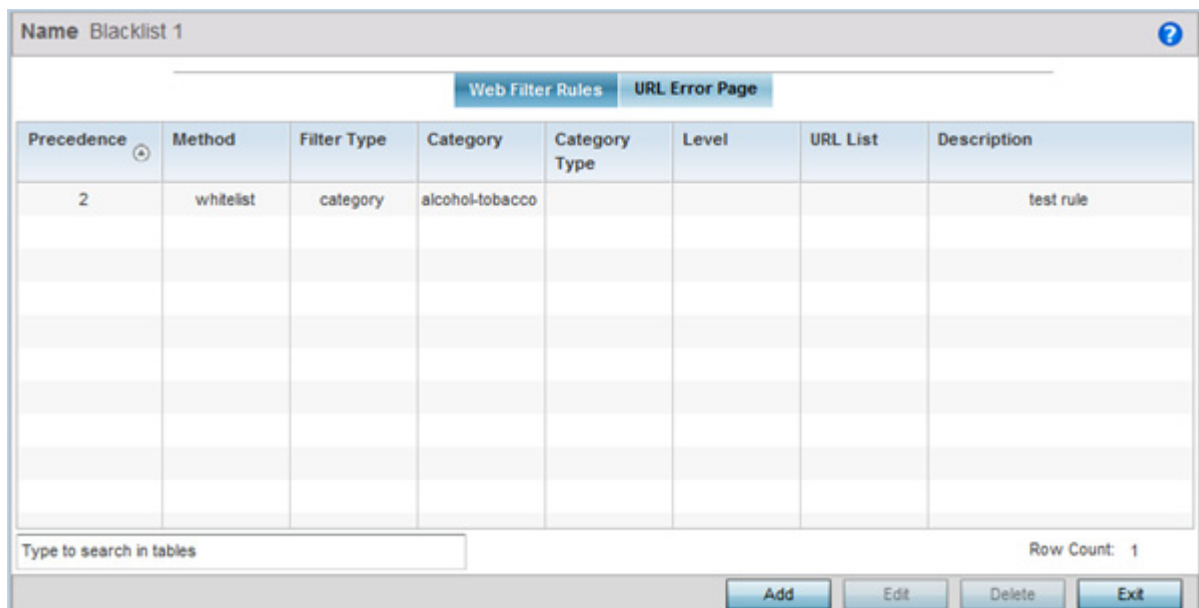 Name Blacklist 1
Web Filter Rules URL Error Page
Precedence Method Filter Type Category Category Type Level URL List Description
2 whitelist category alcohol-tobacco test rule
Type to search in tables Row Count: 1
Add Edit Delete Exit